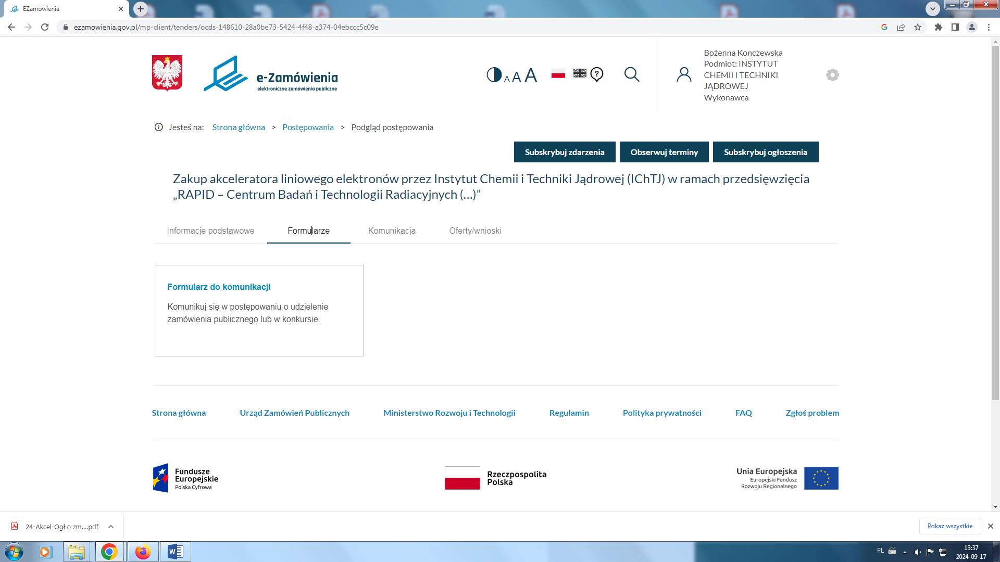 EZamowienia
ezamowienia.gov.pl/mp-client/tenders/ocds-148610-28a0be73-5424-4f48-a374-04ebccc5c09e
e-Zamówienia
elektroniczne zamówienia publiczne
A A A
?
Bożenna Konczewska
Podmiot: INSTYTUT
CHEMII I TECHNIKI
JĄDROWEJ
Wykonawca
Jesteś na: Strona główna > Postępowania > Podgląd postępowania
Subskrybuj zdarzenia Obserwuj terminy Subskrybuj ogłoszenia
Zakup akceleratora liniowego elektronów przez Instytut Chemii i Techniki Jądrowej (IChTJ) w ramach przedsięwzięcia
„RAPID – Centrum Badań i Technologii Radiacyjnych (...)”
Informacje podstawowe Formularze Komunikacja Oferty/wnioski
Formularz do komunikacji
Komunikuj się w postępowaniu o udzielenie
zamówienia publicznego lub w konkursie.
Strona główna Urząd Zamówień Publicznych Ministerstwo Rozwoju i Technologii Regulamin Polityka prywatności FAQ Zgłoś problem
Fundusze
Europejskie
Polska Cyfrowa
Rzeczpospolita
Polska
Unia Europejska
Europejski Fundusz
Rozwoju Regionalnego
24-Akcel-Ogł o zm....pdf
Pokaż wszystkie
PL
13:37
2024-09-17